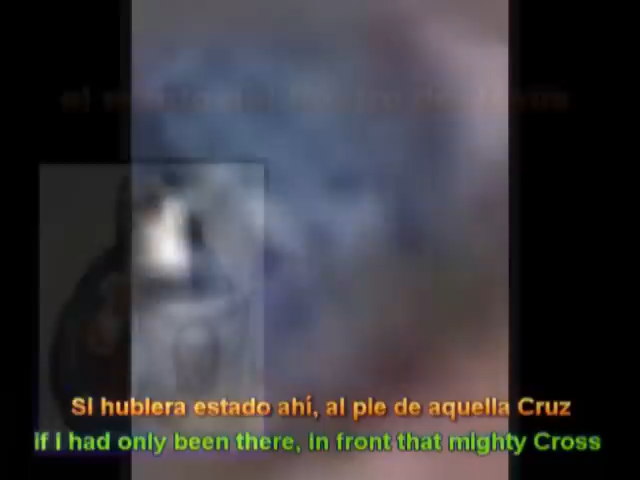 SI hubiera estado ahí, al pie de aquella Cruz
if i had only been there, in front that mighty Cross